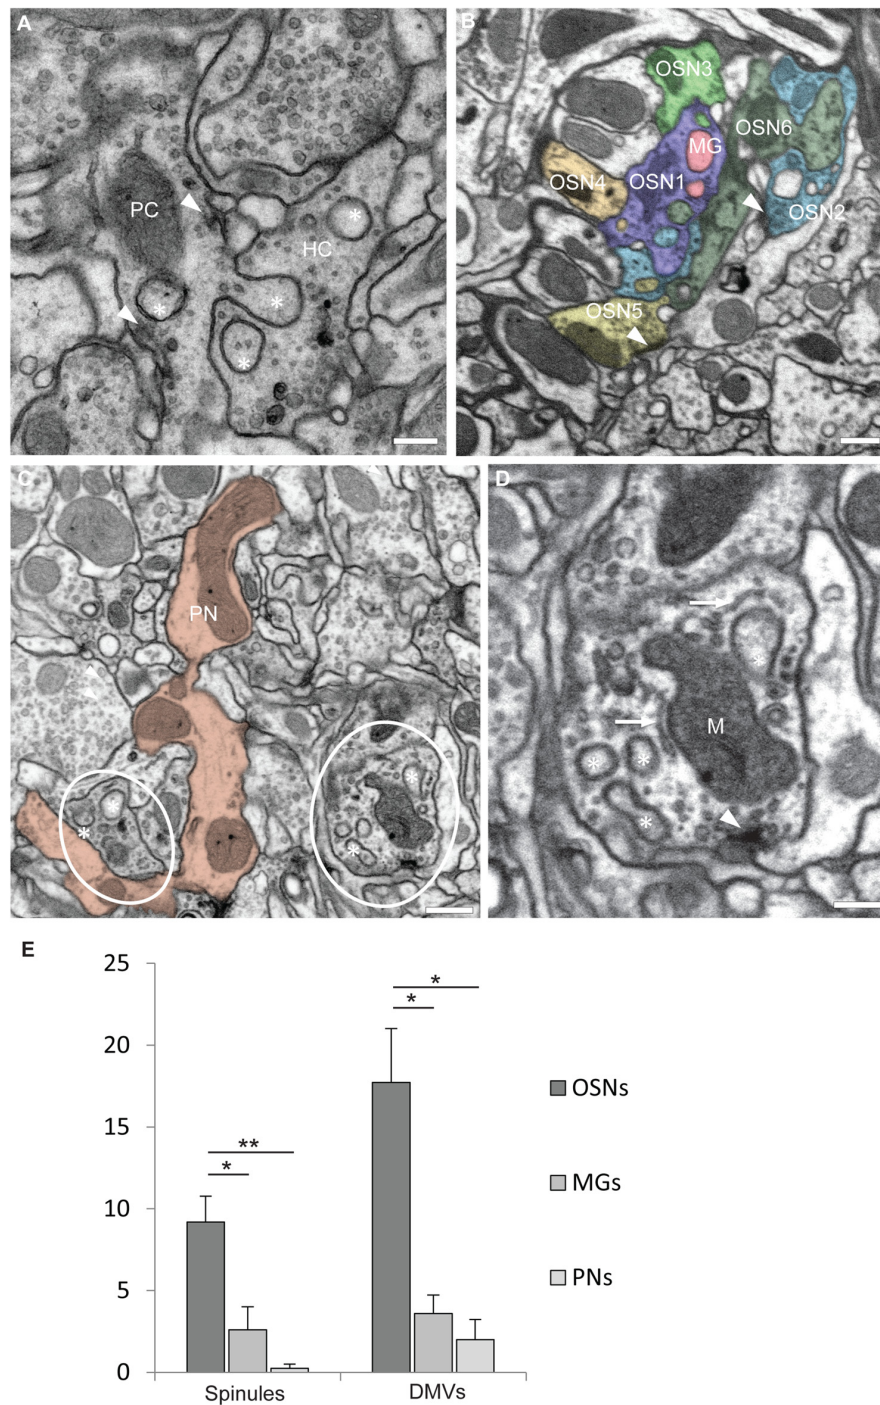 A
PC
HC
*
*
*
*
B
OSN3
OSN6
MG
OSN4
OSN1
OSN2
OSN5
C
PN
*
*
*
*
D
*
M
*
*
*
E
25
20
15
10
5
0
**
*
*
*
OSNs
MGs
PNs
Spinules
DMVs